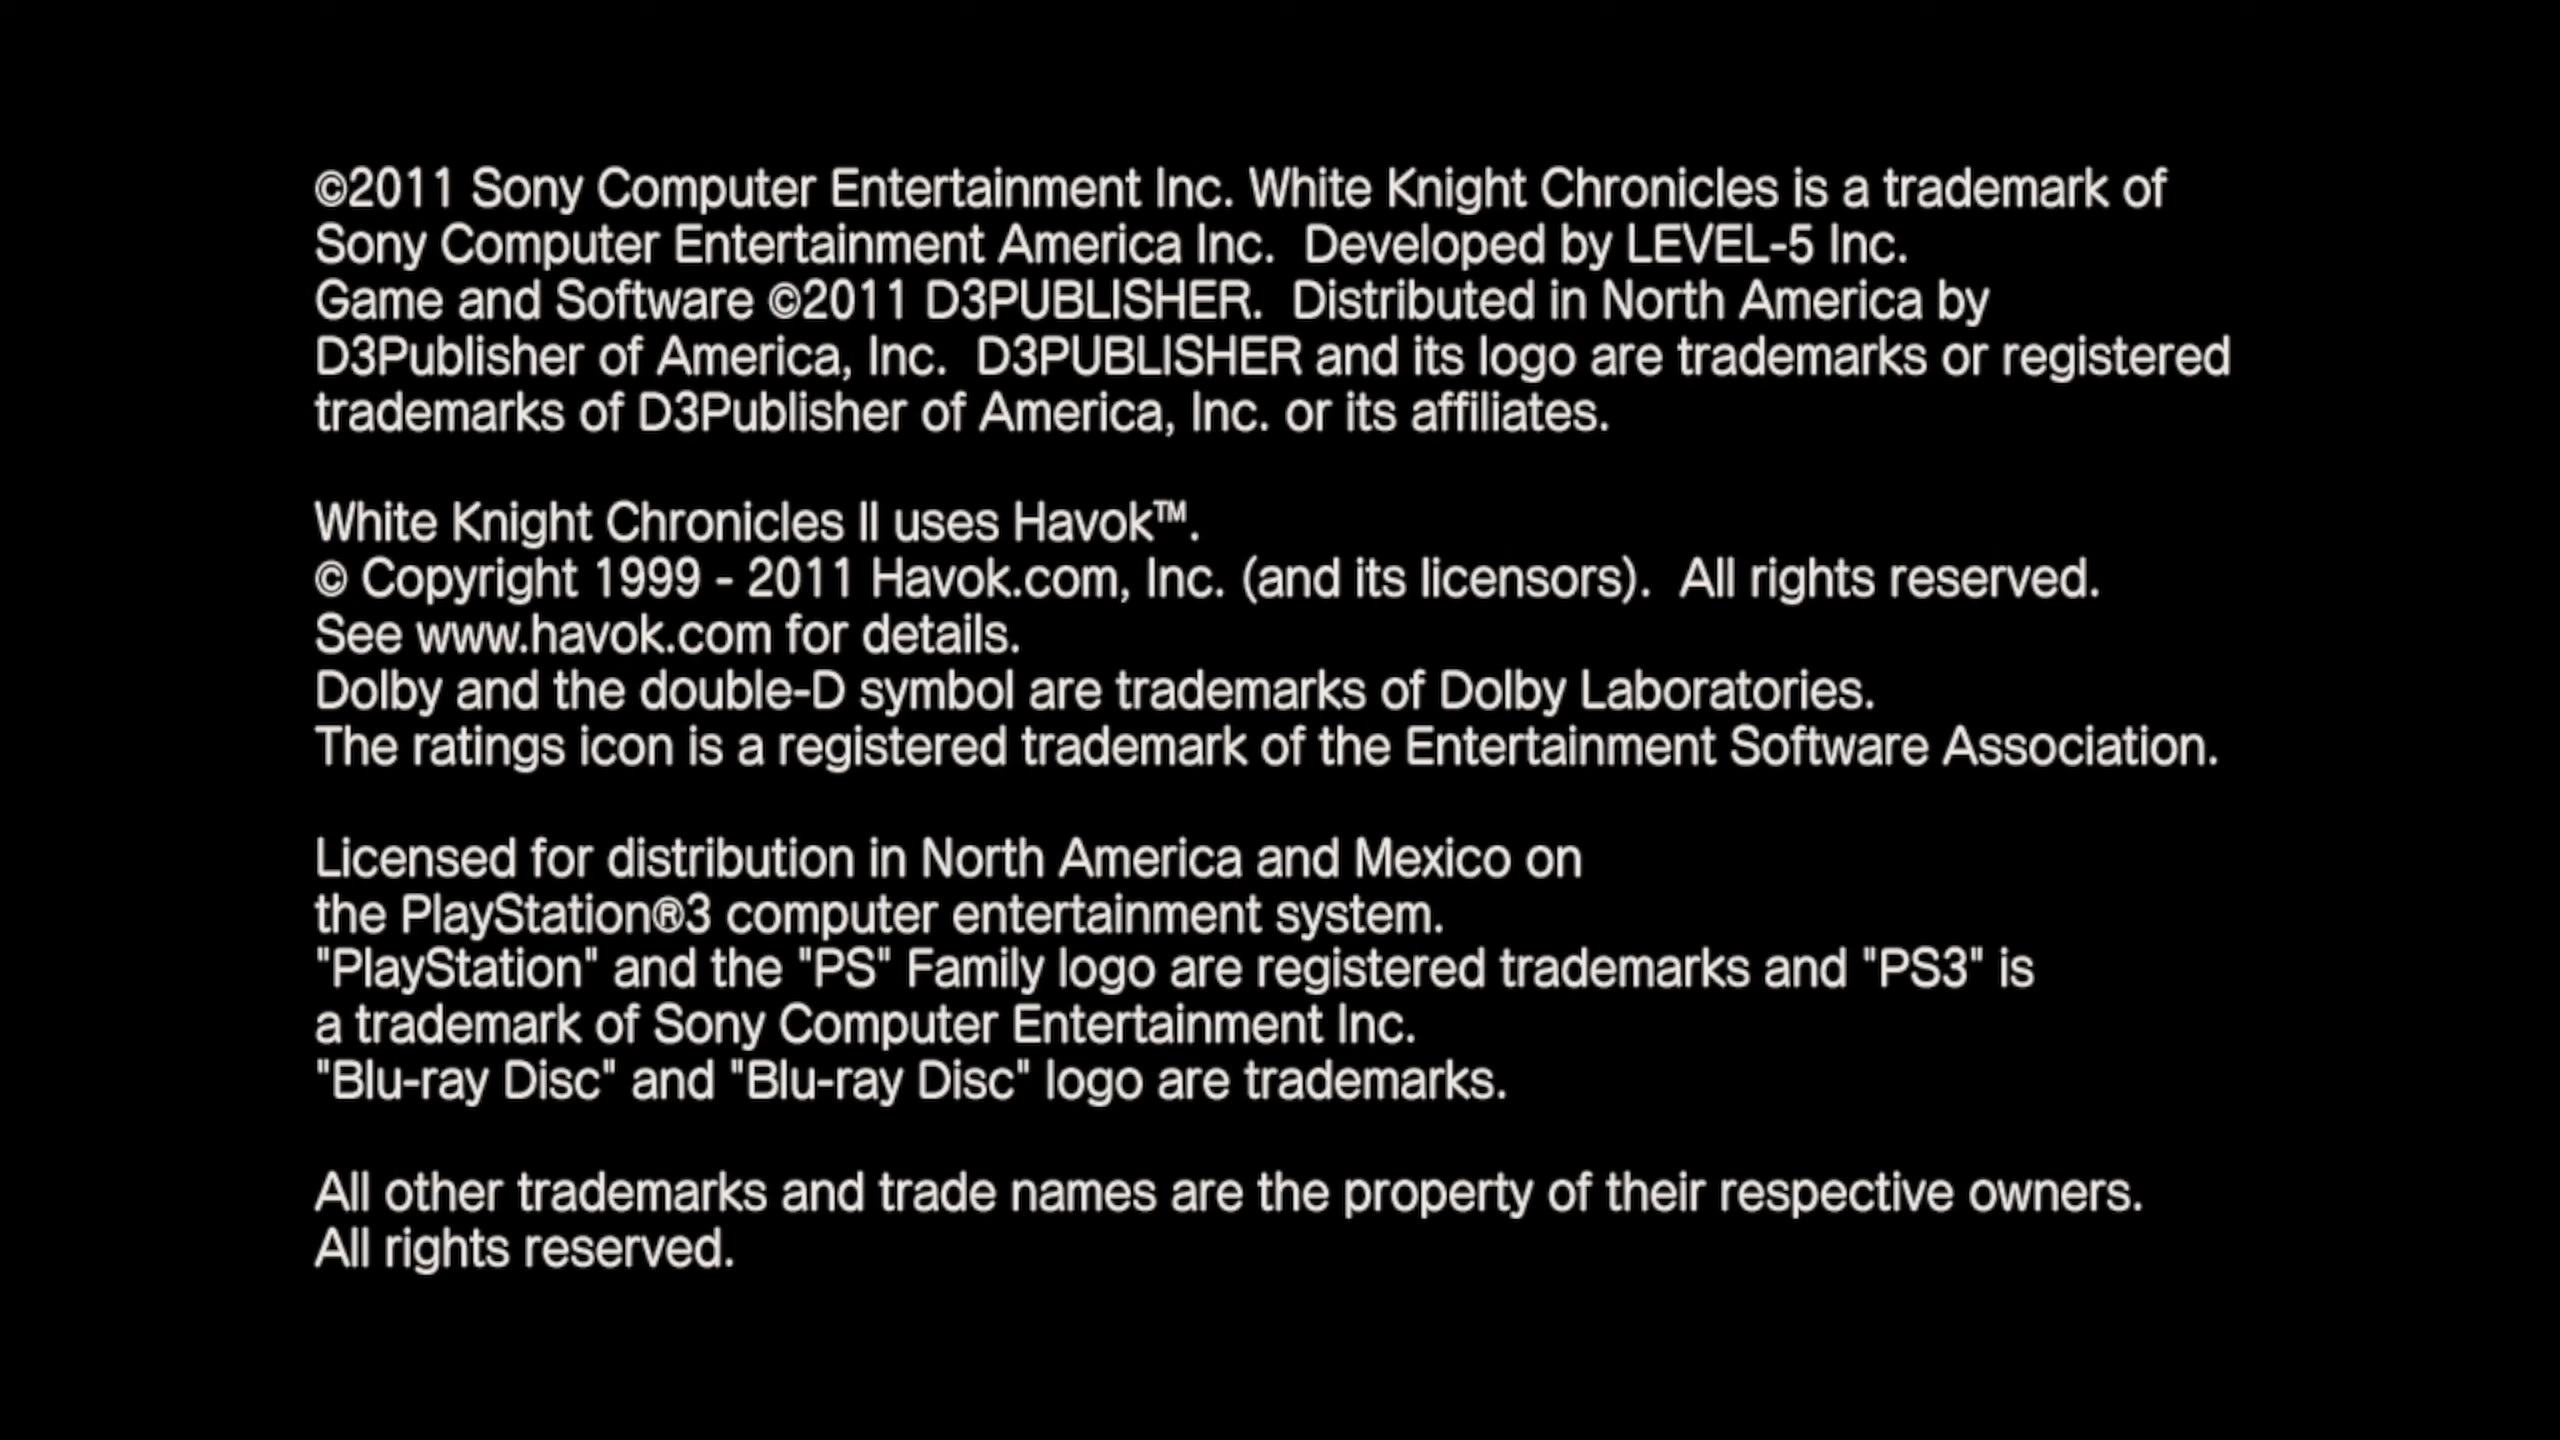 ©2011 Sony Computer Entertainment Inc. White Knight Chronicles is a trademark of
Sony Computer Entertainment America Inc.  Developed by LEVEL-5 Inc.
Game and Software ©2011 D3PUBLISHER.  Distributed in North America by
D3Publisher of America, Inc.  D3PUBLISHER and its logo are trademarks or registered
trademarks of D3Publisher of America, Inc. or its affiliates.
White Knight Chronicles II uses Havok™.
© Copyright 1999 - 2011 Havok.com, Inc. (and its licensors).  All rights reserved.
See www.havok.com for details.
Dolby and the double-D symbol are trademarks of Dolby Laboratories.
The ratings icon is a registered trademark of the Entertainment Software Association.
Licensed for distribution in North America and Mexico on
the PlayStation®3 computer entertainment system.
"PlayStation" and the "PS" Family logo are registered trademarks and "PS3" is
a trademark of Sony Computer Entertainment Inc.
"Blu-ray Disc" and "Blu-ray Disc" logo are trademarks.
All other trademarks and trade names are the property of their respective owners.
All rights reserved.